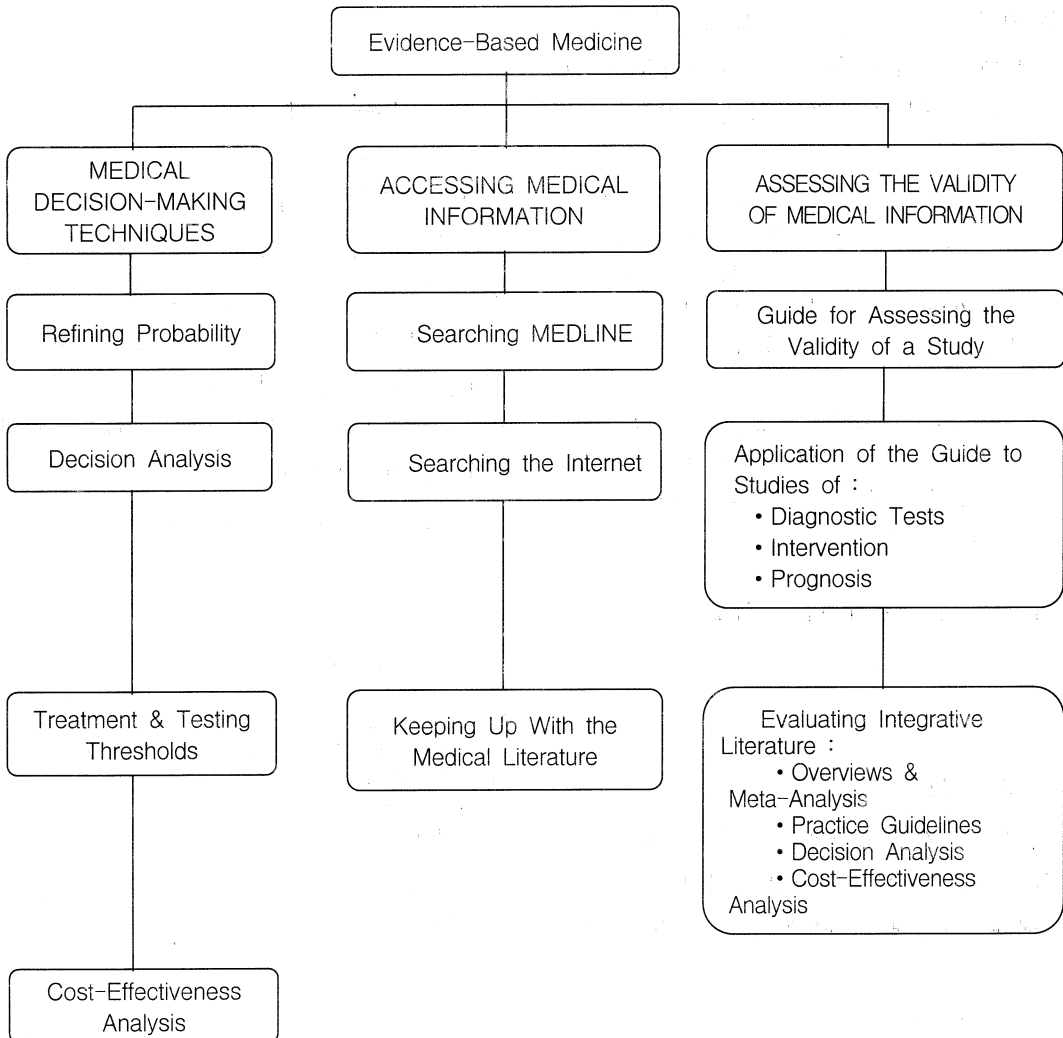 Evidence-Based Medicine
MEDICAL
DECISION-MAKING
TECHNIQUES
Refining Probability
Decision Analysis
Treatment & Testing
Thresholds
Cost-Effectiveness
Analysis
ACCESSING MEDICAL
INFORMATION
Searching MEDLINE
Searching the Internet
Keeping Up With the
Medical Literature
ASSESSING THE VALIDITY
OF MEDICAL INFORMATION
Guide for Assessing the
Validity of a Study
Application of the Guide to
Studies of :
• Diagnostic Tests
• Intervention
• Prognosis
Evaluating Integrative
Literature :
• Overviews &
Meta-Analysis
• Practice Guidelines
• Decision Analysis
• Cost-Effectiveness
Analysis